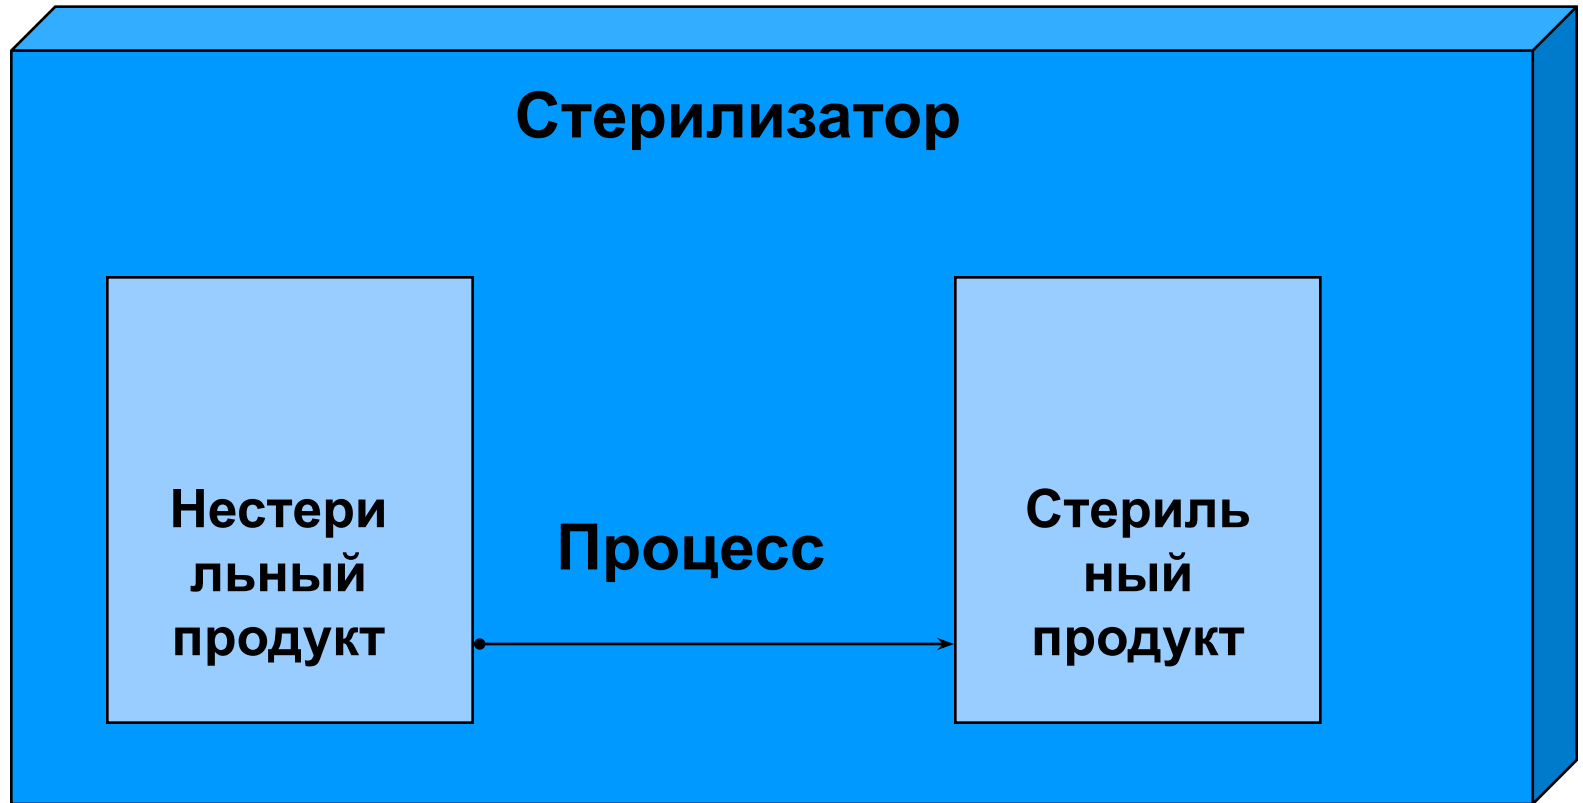 Стерилизатор
Нестери
льный
продукт
Процесс
Стериль
ный
продукт